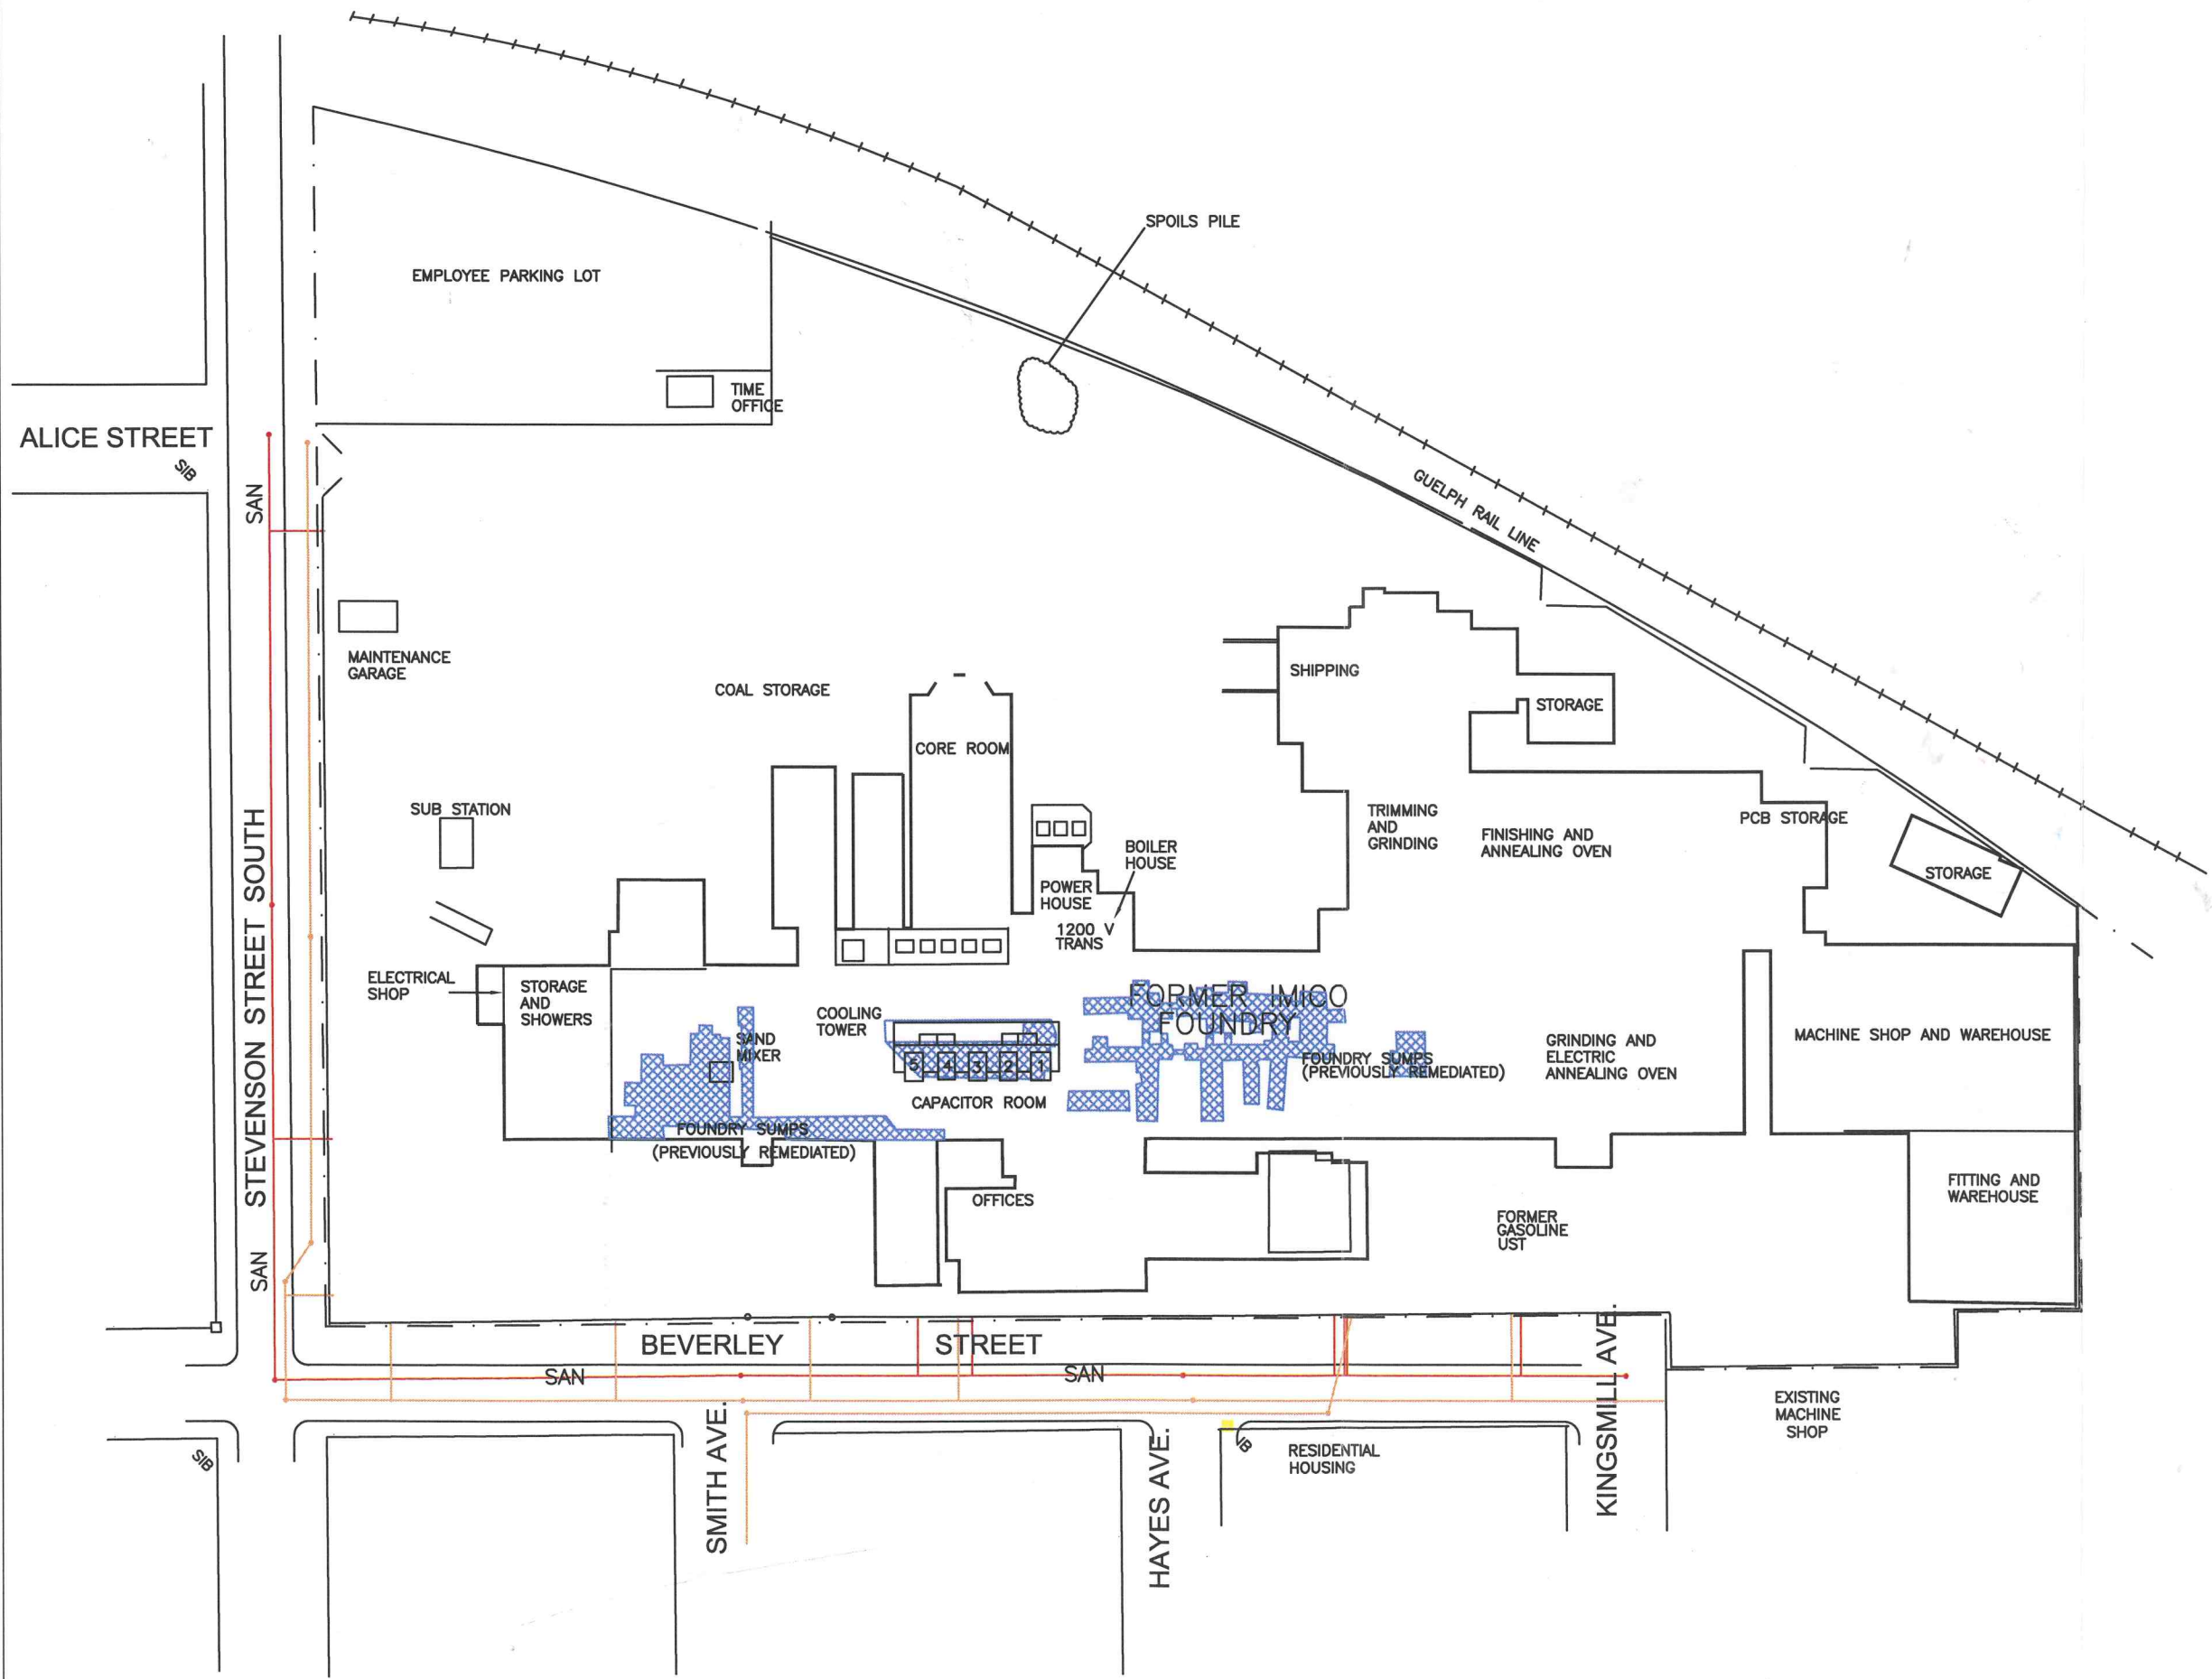 SPOILS PILE
EMPLOYEE PARKING LOT
TIME
OFFICE
ALICE STREET
SIB
SAN
GUELPH RAIL LINE
MAINTENANCE
GARAGE
SHIPPING
COAL STORAGE
STORAGE
CORE ROOM
SUB STATION
TRIMMING
AND
GRINDING
PCB STORAGE
FINISHING AND
ANNEALING OVEN
BOILER
HOUSE
STORAGE
POWER
HOUSE
1200 V
TRANS
STEVENSON STREET SOUTH
ELECTRICAL
SHOP
STORAGE
AND
SHOWERS
COOLING
TOWER
FORMER IMICO
FOUNDRY
SAND
MIXER
MACHINE SHOP AND WAREHOUSE
GRINDING AND
ELECTRIC
ANNEALING OVEN
FOUNDRY SUMPS
(PREVIOUSLY REMEDIATED)
5 4 3 2 1
CAPACITOR ROOM
FOUNDRY SUMPS
(PREVIOUSLY REMEDIATED)
FITTING AND
WAREHOUSE
OFFICES
FORMER
GASOLINE
UST
SAN
BEVERLEY STREET
SAN
SAN
KINGSMILL AVE.
EXISTING
MACHINE
SHOP
SMITH AVE.
HAYES AVE.
IB
RESIDENTIAL
HOUSING
SIB